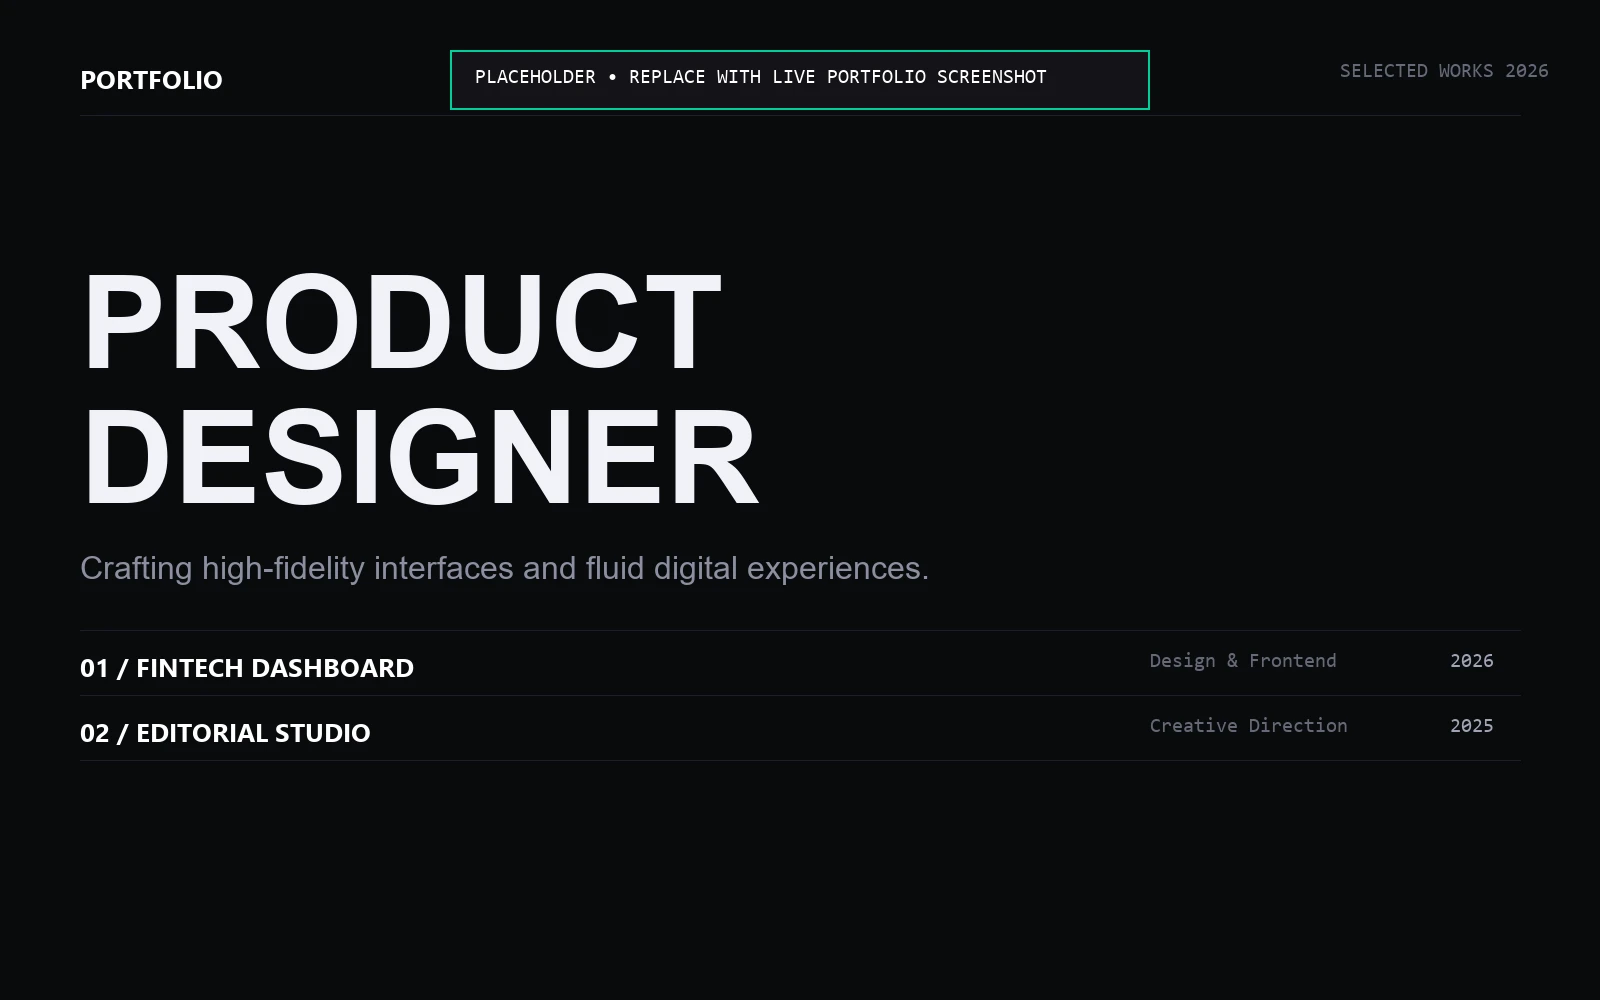 PORTFOLIO
PLACEHOLDER • REPLACE WITH LIVE PORTFOLIO SCREENSHOT
SELECTED WORKS 2026
PRODUCT
DESIGNER
Crafting high-fidelity interfaces and fluid digital experiences.
01 / FINTECH DASHBOARD
Design & Frontend
2026
02 / EDITORIAL STUDIO
Creative Direction
2025